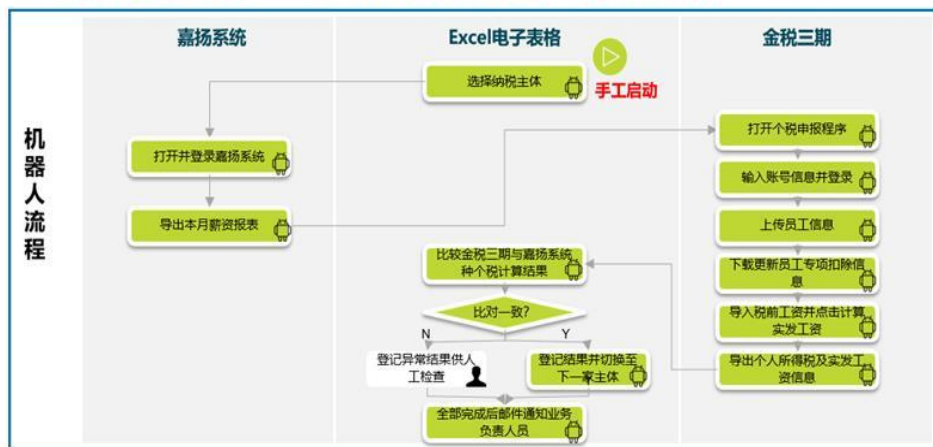 嘉扬系统
Excel电子表格
金税三期
机器人流程
选择纳税主体
手工启动
打开并登录嘉扬系统
导出本月薪资报表
打开个税申报程序
输入账号信息并登录
上传员工信息
下载更新员工专项扣除信
息
导入税前工资并点击计算
实发工资
导出个人所得税及实发工
资信息
比较金税三期与嘉扬系统
种个税计算结果
比对一致?
N
Y
登记异常结果供人
工检查
登记结果并切换至
下一家主体
全部完成后邮件通知业务
负责人员